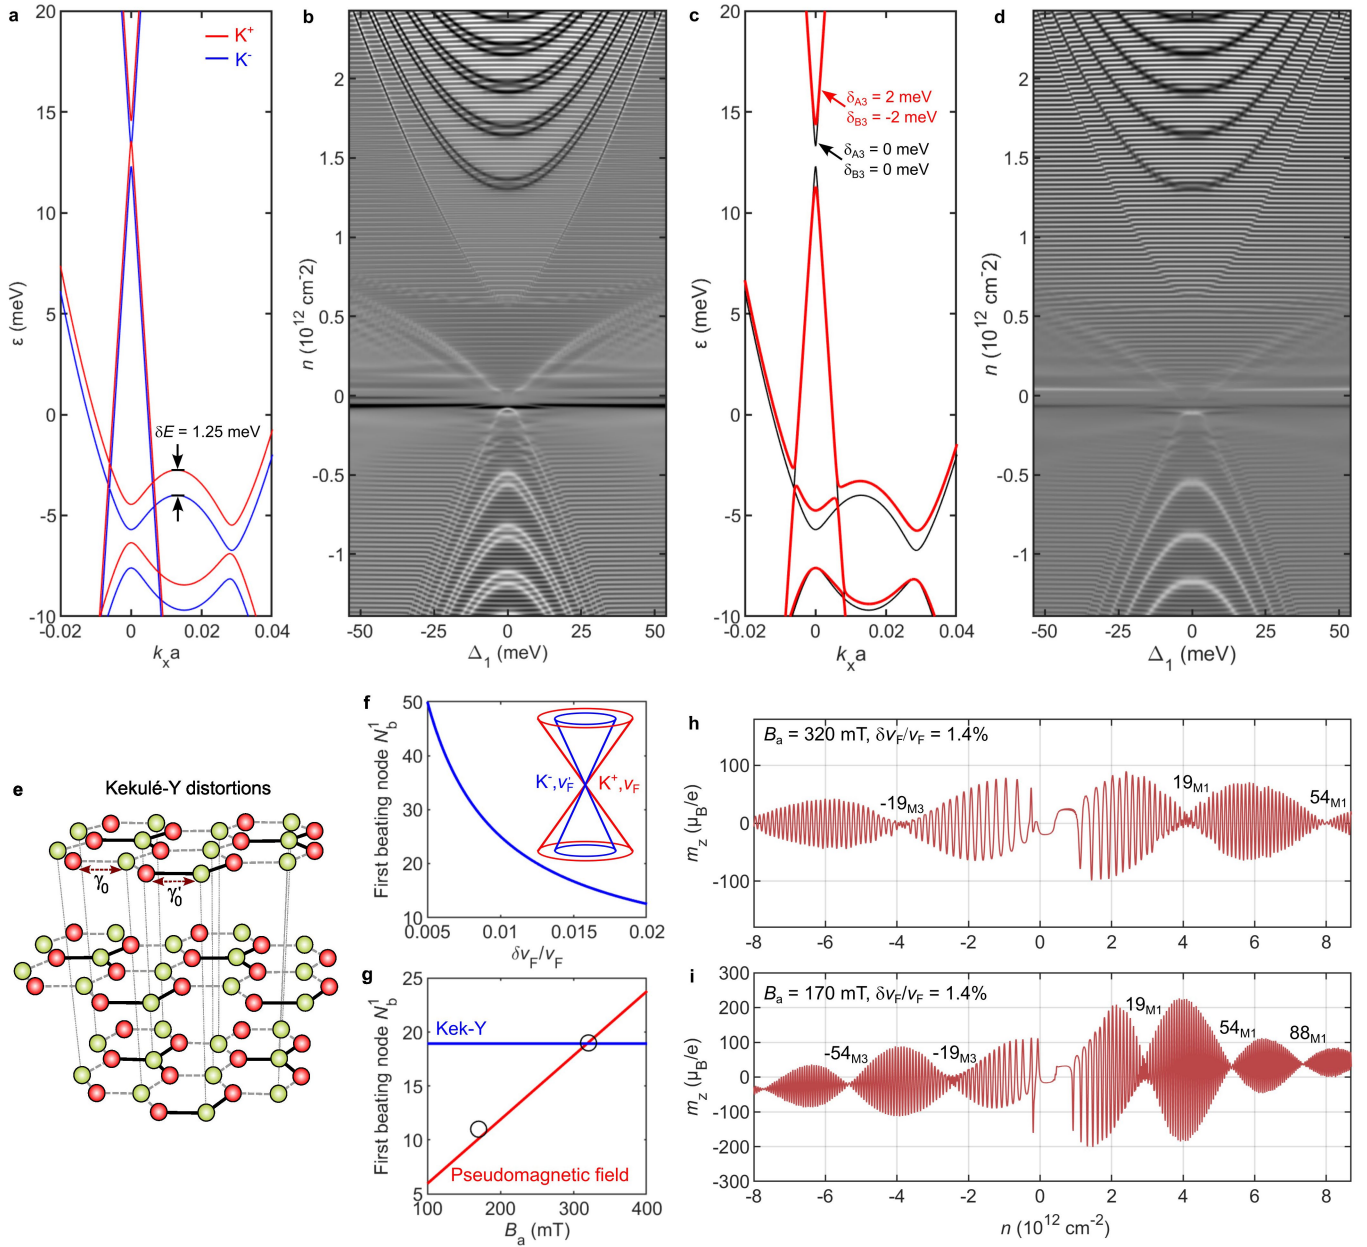 a
K+
K-
ε (meV)
20
15
10
5
0
-5
-10
-0.02
0
0.02
0.04
kxa
δE = 1.25 meV
b
n (10^12 cm^-2)
2
1.5
1
0.5
0
-0.5
-1
-50
-25
0
25
50
Δ1 (meV)
c
ε (meV)
20
15
10
5
0
-5
-10
-0.02
0
0.02
0.04
kxa
δA3 = 2 meV
δB3 = -2 meV
δA3 = 0 meV
δB3 = 0 meV
d
n (10^12 cm^-2)
2
1.5
1
0.5
0
-0.5
-1
-50
-25
0
25
50
Δ1 (meV)
e
Kekulé-Y distortions
γ0
γ'0
f
First beating node N^1_b
50
40
30
20
10
0.005
0.01
0.015
0.02
δvF/vF
K-,v'F
K+,vF
g
First beating node N^1_b
25
20
15
10
5
100
200
300
400
Ba (mT)
Kek-Y
Pseudomagnetic field
h
Ba = 320 mT, δvF/vF = 1.4%
mz (μB/e)
100
0
-100
-19M3
19M1
54M1
-8
-6
-4
-2
0
2
4
6
8
i
Ba = 170 mT, δvF/vF = 1.4%
mz (μB/e)
300
200
100
0
-100
-200
-300
-54M3
-19M3
19M1
54M1
88M1
-8
-6
-4
-2
0
2
4
6
8
n (10^12 cm^-2)